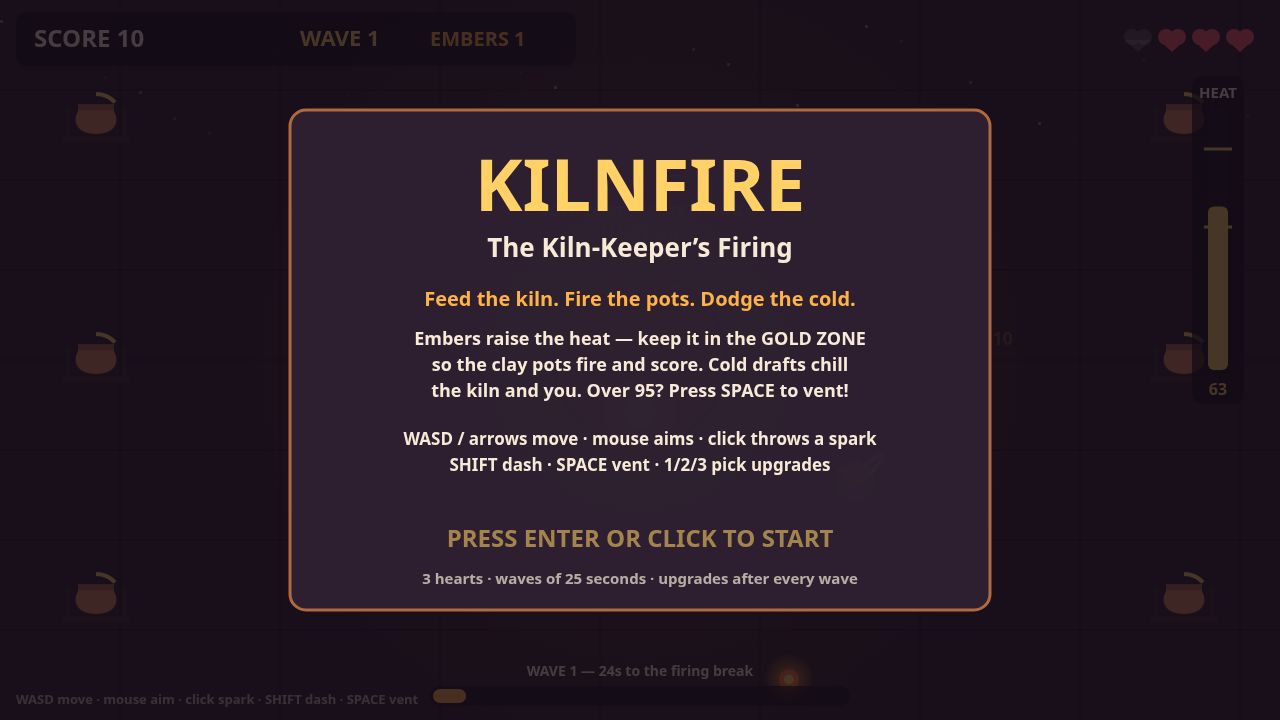 SCORE 10
WAVE 1
EMBERS 1
HEAT
KILNFIRE
The Kiln-Keeper’s Firing
Feed the kiln. Fire the pots. Dodge the cold.
Embers raise the heat — keep it in the GOLD ZONE
so the clay pots fire and score. Cold drafts chill
the kiln and you. Over 95? Press SPACE to vent!
10
63
WASD / arrows move · mouse aims · click throws a spark
SHIFT dash · SPACE vent · 1/2/3 pick upgrades
PRESS ENTER OR CLICK TO START
3 hearts · waves of 25 seconds · upgrades after every wave
WAVE 1 — 24s to the firing break
WASD move · mouse aim · click spark · SHIFT dash · SPACE vent